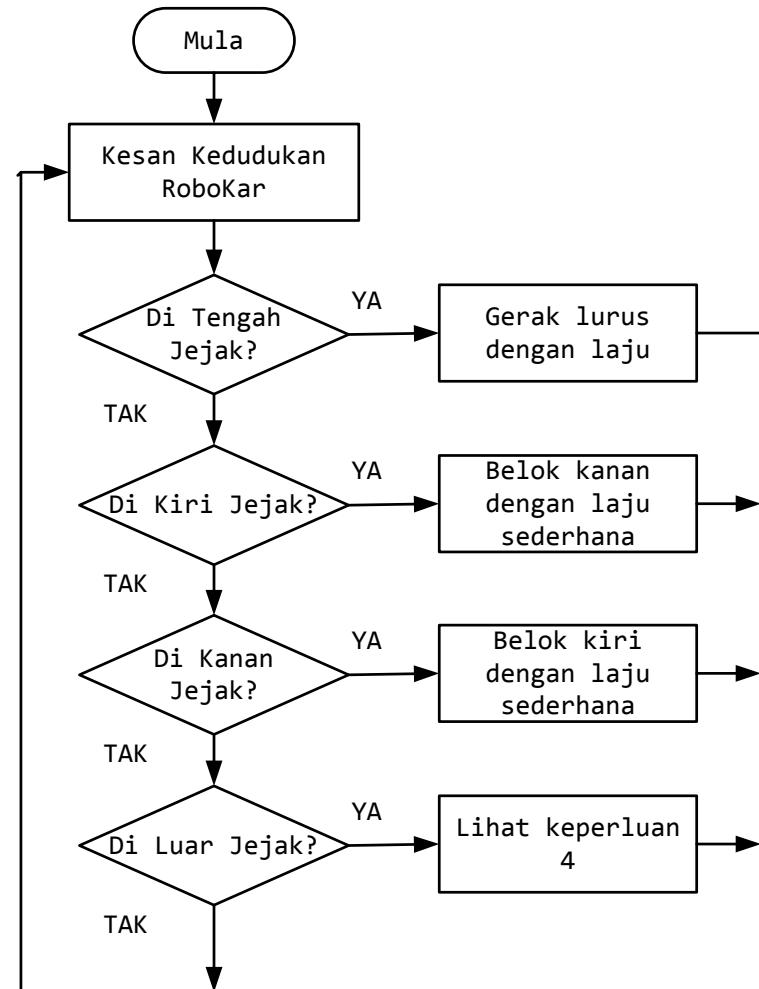 Mula
Kesan Kedudukan
RoboKar
Di Tengah
Jejak?
YA
Gerak lurus
dengan laju
TAK
Di Kiri Jejak?
YA
Belok kanan
dengan laju
sederhana
TAK
Di Kanan
Jejak?
YA
Belok kiri
dengan laju
sederhana
TAK
Di Luar Jejak?
YA
Lihat keperluan
4
TAK